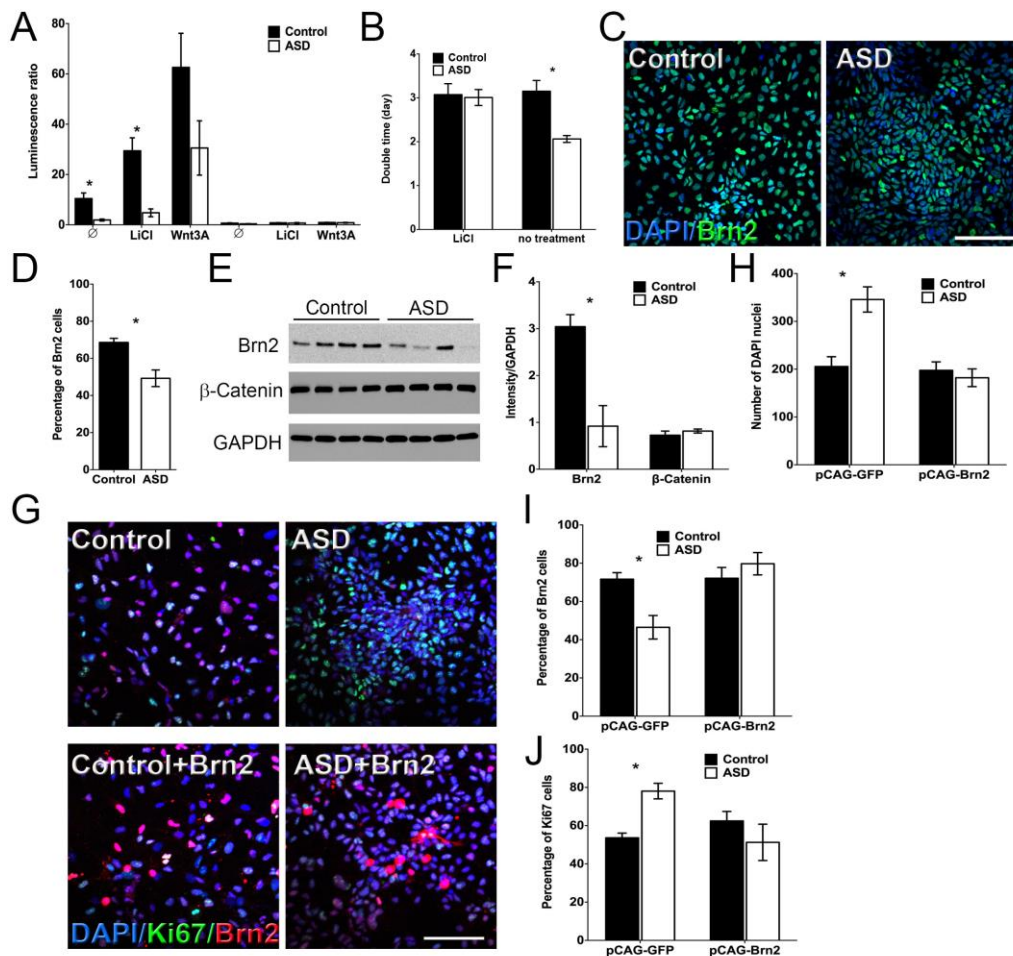 A
Luminescence ratio
80
60
40
20
0
Control
ASD
*
*
∅ LiCl Wnt3A ∅ LiCl Wnt3A
B
Double time (day)
4
3
2
1
0
Control
ASD
*
LiCl no treatment
C
Control ASD
DAPI/Brn2
D
Percentage of Brn2 cells
100
80
60
40
20
0
*
Control ASD
E
Control ASD
Brn2
β-Catenin
GAPDH
F
Intensity/GAPDH
4
3
2
1
0
Control
ASD
*
Brn2 β-Catenin
H
Number of DAPI nuclei
400
300
200
100
0
Control
ASD
*
pCAG-GFP pCAG-Brn2
G
Control ASD
Control+Brn2 ASD+Brn2
DAPI/Ki67/Brn2
I
Percentage of Brn2 cells
100
80
60
40
20
0
Control
ASD
*
pCAG-GFP pCAG-Brn2
J
Percentage of Ki67 cells
100
80
60
40
20
0
Control
ASD
*
pCAG-GFP pCAG-Brn2